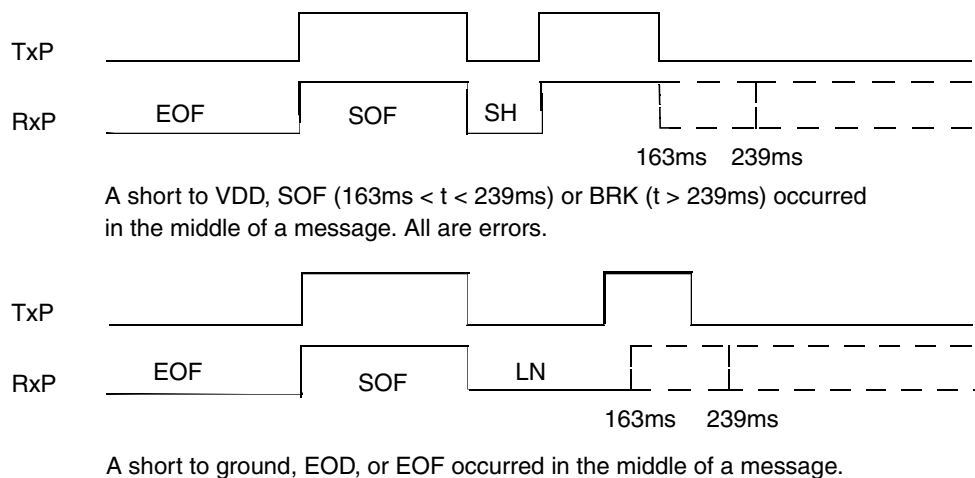 TxP
RxP
EOF
SOF
SH
163ms 239ms
A short to VDD, SOF (163ms < t < 239ms) or BRK (t > 239ms) occurred
in the middle of a message. All are errors.
TxP
RxP
EOF
SOF
LN
163ms 239ms
A short to ground, EOD, or EOF occurred in the middle of a message.